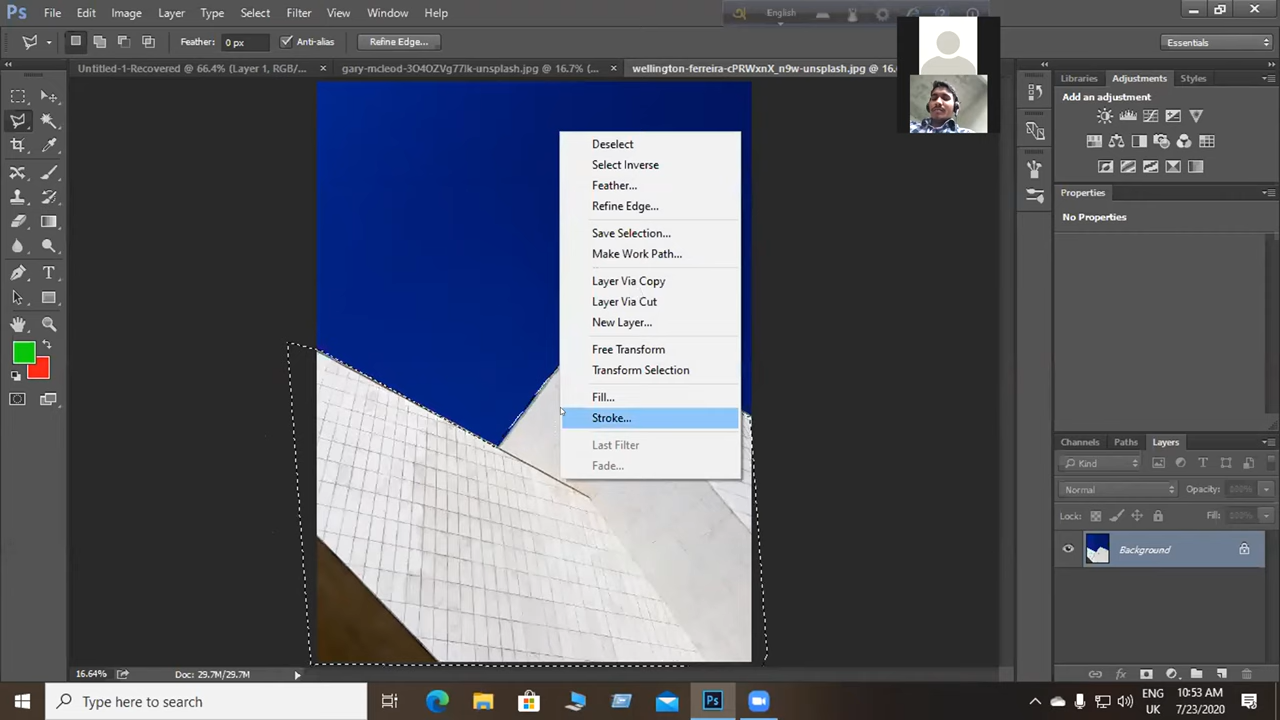 Ps File Edit Image Layer Type Select Filter View Window Help
English
Feather: 0 px Anti-alias Refine Edge... Essentials
Untitled-1-Recovered @ 66.4% (Layer 1, RGB/... × gary-mcleod-3O4OZVg77Ik-unsplash.jpg @ 16.7% ( × wellington-ferreira-cPRWxnX_n9w-unsplash.jpg @ 16.
Libraries Adjustments Styles
Add an adjustment
Properties
No Properties
Deselect
Select Inverse
Feather...
Refine Edge...
Save Selection...
Make Work Path...
Layer Via Copy
Layer Via Cut
New Layer...
Free Transform
Transform Selection
Fill...
Stroke...
Last Filter
Fade...
Channels Paths Layers
Kind
Normal Opacity:
Lock: Fill:
Background
16.64% Doc: 29.7M/29.7M
Type here to search
Ps
ENG
UK
10:53 AM
7/23/2020